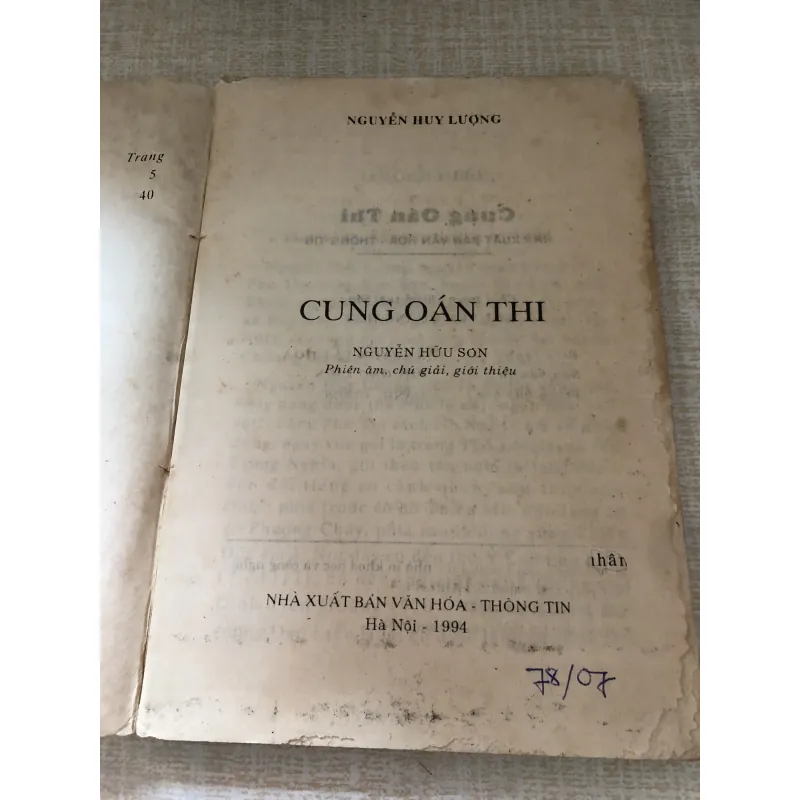 Trang
5
40
NGUYỄN HUY LƯỢNG
CUNG OÁN THI
NGUYỄN HỮU SƠN
Phiên âm, chú giải, giới thiệu
NHÀ XUẤT BẢN VĂN HÓA - THÔNG TIN
Hà Nội - 1994
78/07